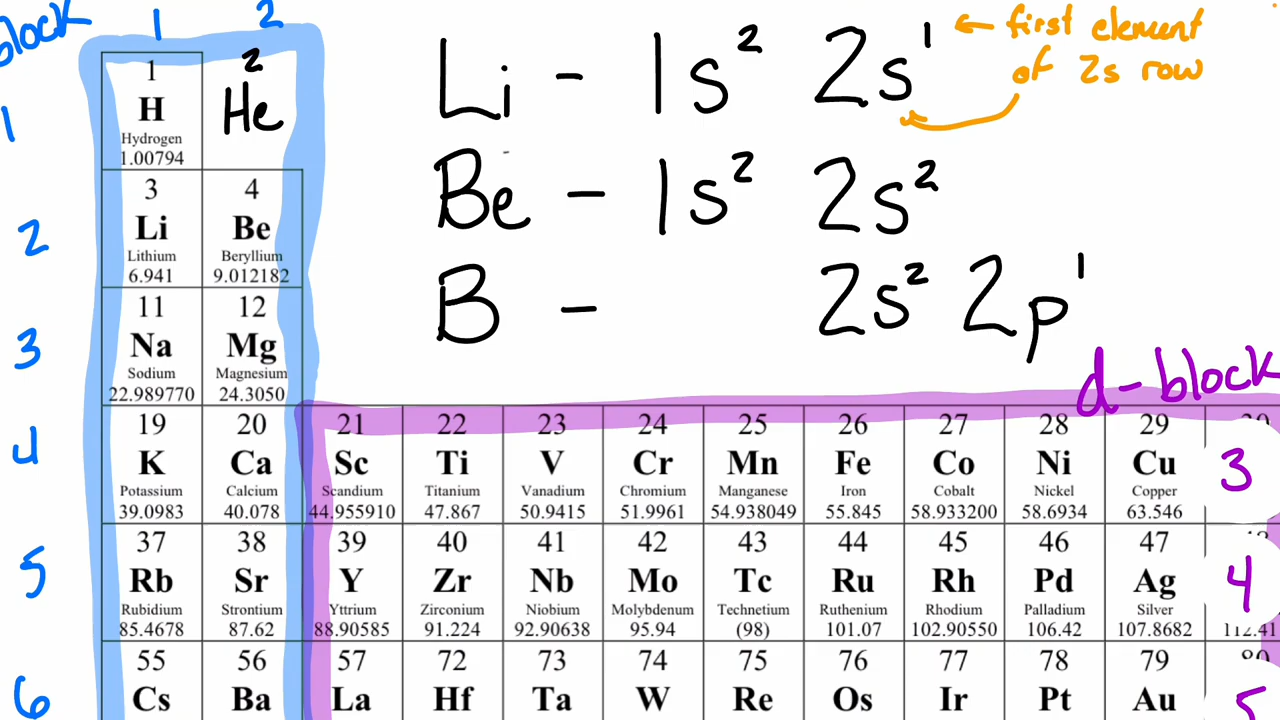 block
1 2
← first element
of 2s row
Li - 1s² 2s¹
Be - 1s² 2s²
B - 2s² 2p¹
d-block
1
1
H
Hydrogen
1.00794
2
He
2
3 4
Li Be
Lithium Beryllium
6.941 9.012182
3
11 12
Na Mg
Sodium Magnesium
22.989770 24.3050
4
19 20 21 22 23 24 25 26 27 28 29
K Ca Sc Ti V Cr Mn Fe Co Ni Cu 3
Potassium Calcium Scandium Titanium Vanadium Chromium Manganese Iron Cobalt Nickel Copper
39.0983 40.078 44.955910 47.867 50.9415 51.9961 54.938049 55.845 58.933200 58.6934 63.546
5
37 38 39 40 41 42 43 44 45 46 47
Rb Sr Y Zr Nb Mo Tc Ru Rh Pd Ag 4
Rubidium Strontium Yttrium Zirconium Niobium Molybdenum Technetium Ruthenium Rhodium Palladium Silver
85.4678 87.62 88.90585 91.224 92.90638 95.94 (98) 101.07 102.90550 106.42 107.8682 112.41
6
55 56 57 72 73 74 75 76 77 78 79
Cs Ba La Hf Ta W Re Os Ir Pt Au 5